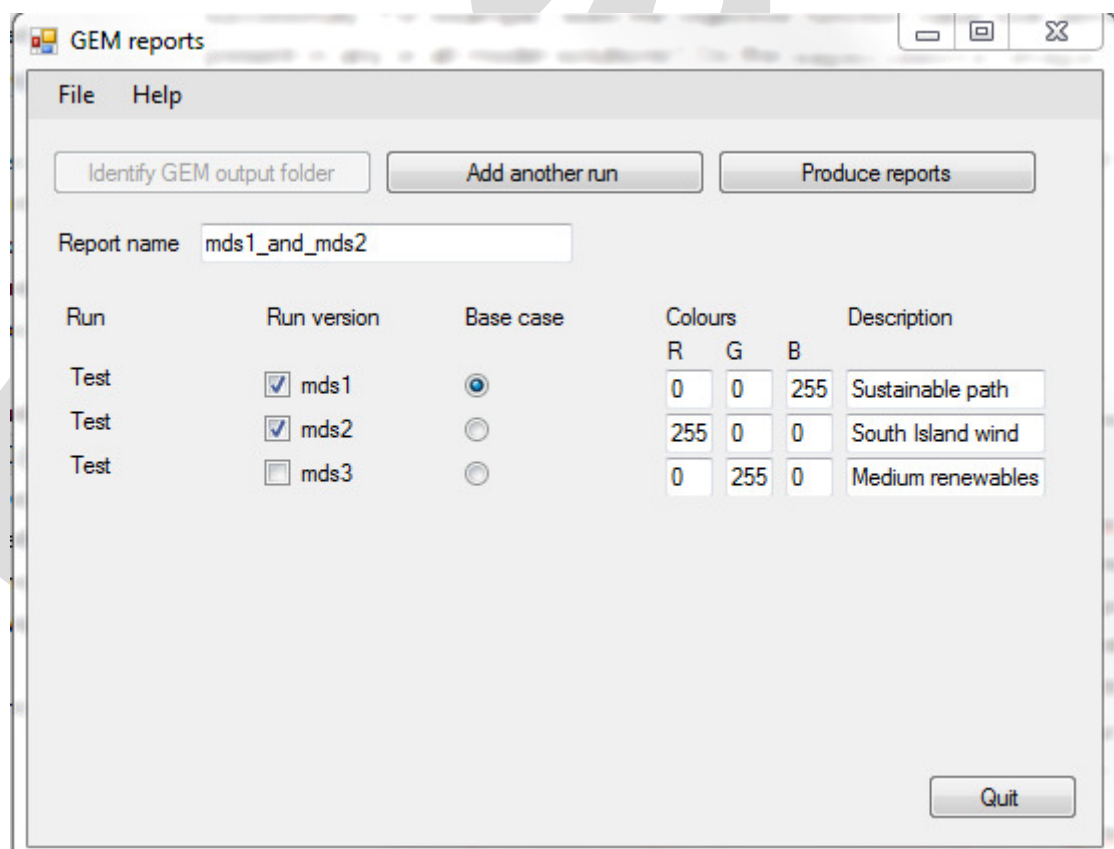 GEM reports
File Help
Identify GEM output folder Add another run Produce reports
Report name mds1_and_mds2
Run Run version Base case Colours Description
R G B
Test mds1 0 0 255 Sustainable path
Test mds2 255 0 0 South Island wind
Test mds3 0 255 0 Medium renewables
Quit